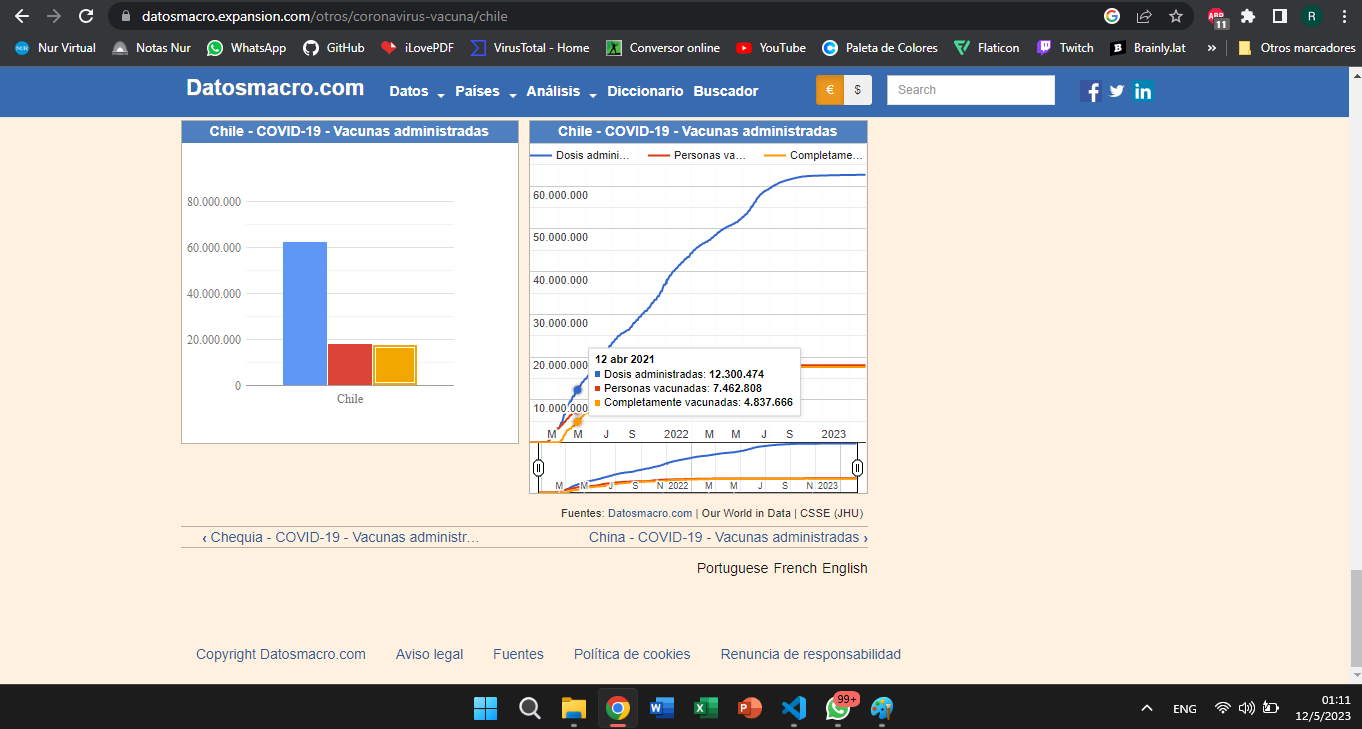 datosmacro.expansion.com/otros/coronavirus-vacuna/chile
ABP
11
R
NUR Nur Virtual Notas Nur WhatsApp GitHub iLovePDF VirusTotal - Home Conversor online YouTube Paleta de Colores Flaticon Twitch Brainly.lat » Otros marcadores
Datosmacro.com Datos Países Análisis Diccionario Buscador € $ Search
Chile - COVID-19 - Vacunas administradas
80.000.000
60.000.000
40.000.000
20.000.000
0
Chile
Chile - COVID-19 - Vacunas administradas
Dosis admini... Personas va... Completame...
60.000.000
50.000.000
40.000.000
30.000.000
20.000.000
10.000.000
12 abr 2021
Dosis administradas: 12.300.474
Personas vacunadas: 7.462.808
Completamente vacunadas: 4.837.666
M M J S 2022 M M J S 2023
M M J S N 2022 M M J S N 2023
Fuentes: Datosmacro.com | Our World in Data | CSSE (JHU)
‹ Chequia - COVID-19 - Vacunas administr... China - COVID-19 - Vacunas administradas ›
Portuguese French English
Copyright Datosmacro.com Aviso legal Fuentes Política de cookies Renuncia de responsabilidad
99+
ENG
01:11
12/5/2023